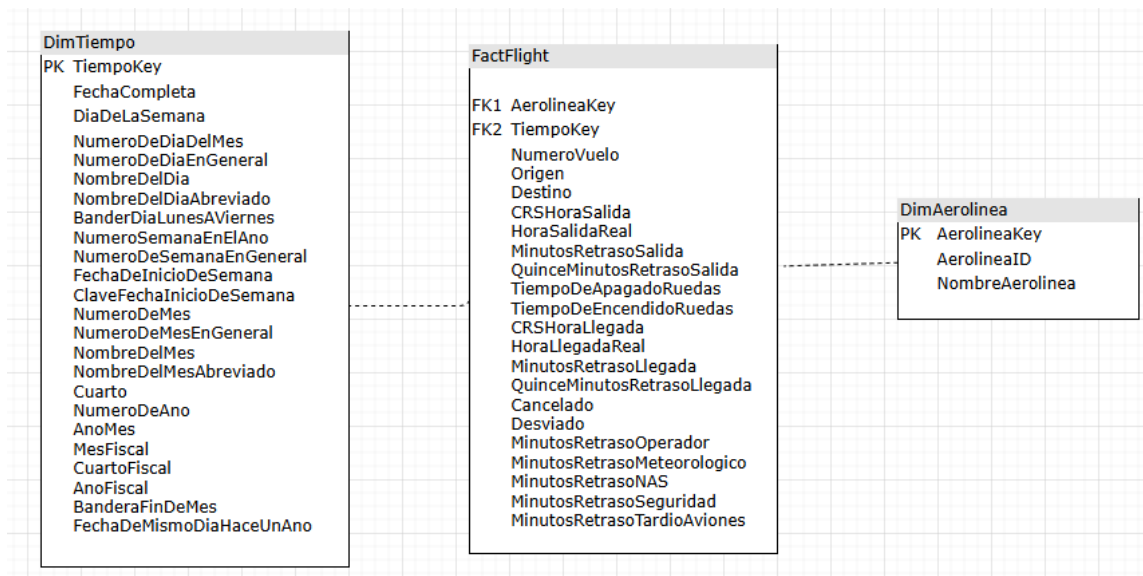 DimTiempo
PK TiempoKey
FechaCompleta
DiaDeLaSemana
NumeroDeDiaDelMes
NumeroDeDiaEnGeneral
NombreDelDia
NombreDelDiaAbreviado
BanderDiaLunesAViernes
NumeroSemanaEnElAno
NumeroDeSemanaEnGeneral
FechaDeInicioDeSemana
ClaveFechaInicioDeSemana
NumeroDeMes
NumeroDeMesEnGeneral
NombreDelMes
NombreDelMesAbreviado
Cuarto
NumeroDeAno
AnoMes
MesFiscal
CuartoFiscal
AnoFiscal
BanderaFinDeMes
FechaDeMismoDiaHaceUnAno
FactFlight
FK1 AerolineaKey
FK2 TiempoKey
NumeroVuelo
Origen
Destino
CRSHoraSalida
HoraSalidaReal
MinutosRetrasoSalida
QuinceMinutosRetrasoSalida
TiempoDeApagadoRuedas
TiempoDeEncendidoRuedas
CRSHoraLlegada
HoraLlegadaReal
MinutosRetrasoLlegada
QuinceMinutosRetrasoLlegada
Cancelado
Desviado
MinutosRetrasoOperador
MinutosRetrasoMeteorologico
MinutosRetrasoNAS
MinutosRetrasoSeguridad
MinutosRetrasoTardioAviones
DimAerolinea
PK AerolineaKey
AerolineaID
NombreAerolinea